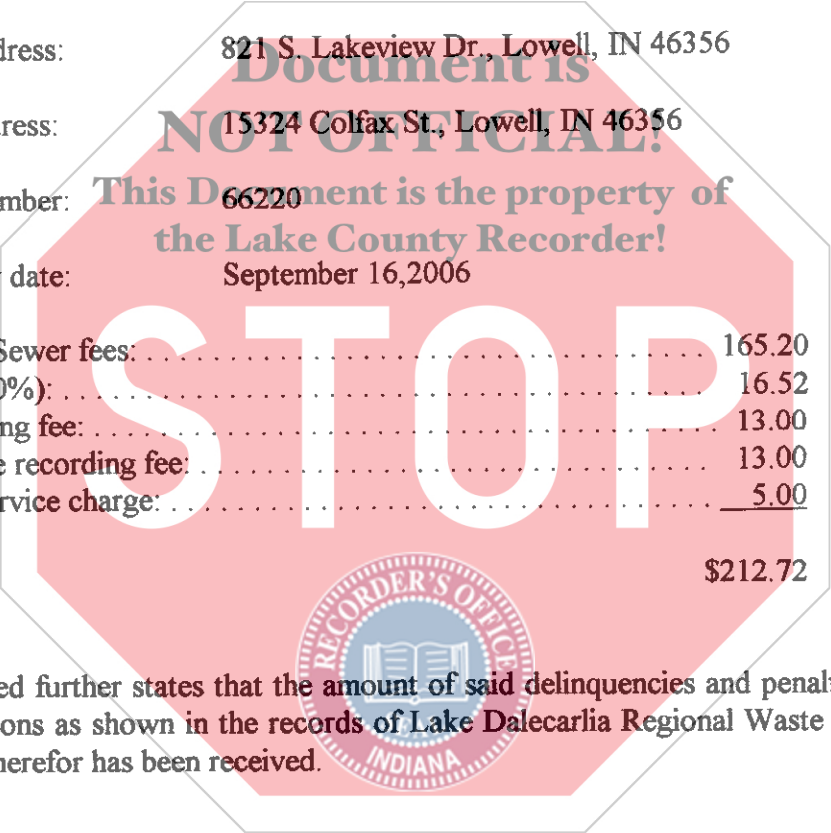 dress: 821 S. Lakeview Dr., Lowell, IN 46356
Document is
ress: 15324 Colfax St., Lowell, IN 46356
NOT OFFICIAL!
mber: 66220
This Document is the property of
the Lake County Recorder!
date: September 16,2006
STOP
Sewer fees: 165.20
0%): 16.52
ng fee: 13.00
e recording fee: 13.00
rvice charge: 5.00
$212.72
RECORDER'S OFFICE
ed further states that the amount of said delinquencies and penal
ons as shown in the records of Lake Dalecarlia Regional Waste
herefor has been received.
INDIANA